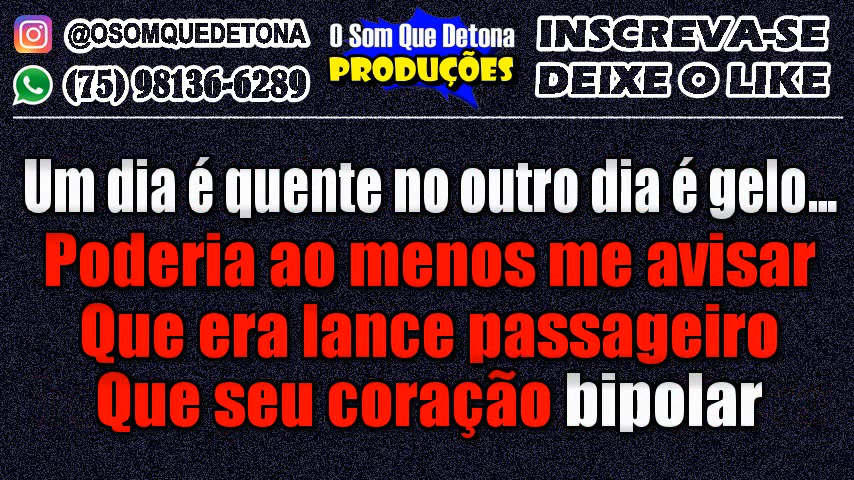 @OSOMQUEDETONA
(75) 98136-6289
O Som Que Detona
PRODUÇÕES
INSCREVA-SE
DEIXE O LIKE
Um dia é quente no outro dia é gelo...
Poderia ao menos me avisar
Que era lance passageiro
Que seu coração bipolar